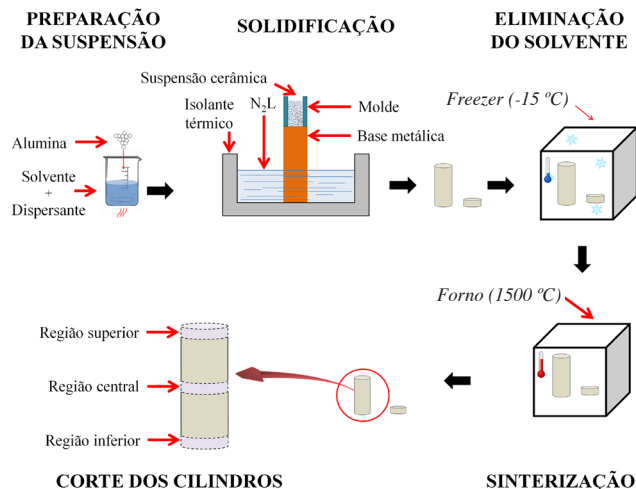 PREPARAÇÃO
DA SUSPENSÃO
SOLIDIFICAÇÃO
ELIMINAÇÃO
DO SOLVENTE
Suspensão cerâmica
Isolante
térmico
N2L
Molde
Base metálica
Alumina
Solvente
+
Dispersante
Freezer (-15 ºC)
Forno (1500 ºC)
Região superior
Região central
Região inferior
CORTE DOS CILINDROS
SINTERIZAÇÃO